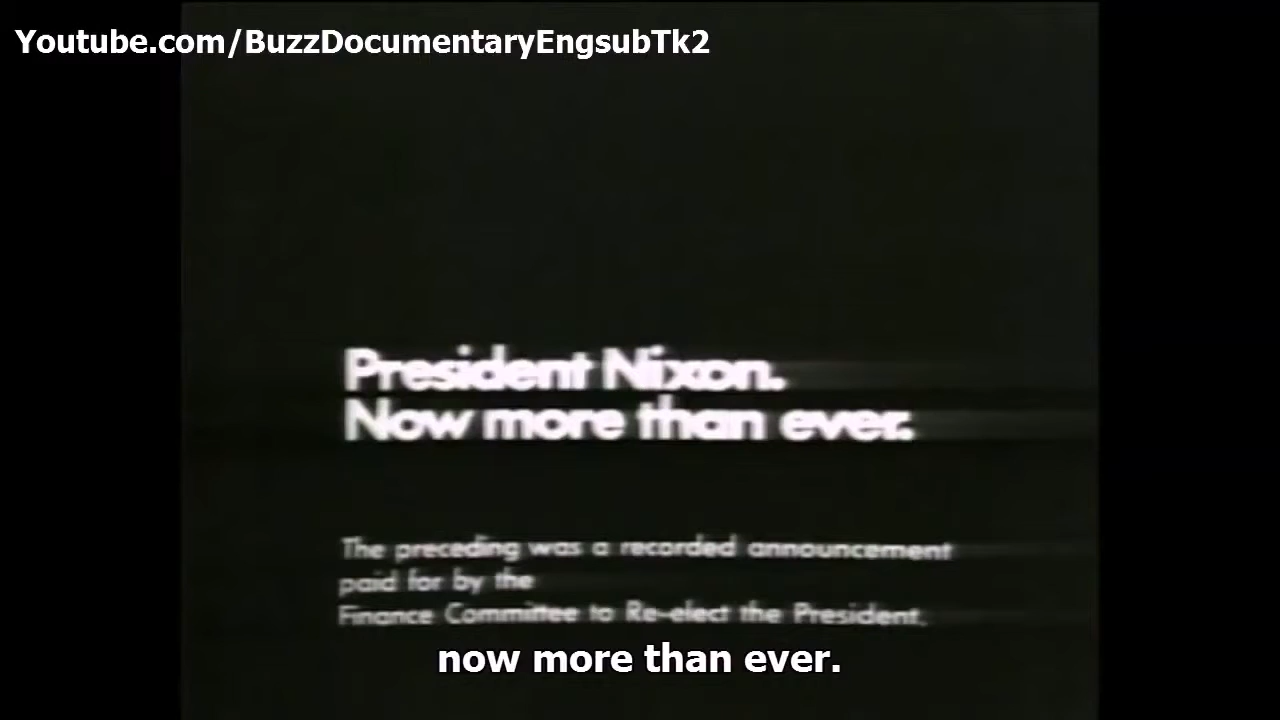 Youtube.com/BuzzDocumentaryEngsubTk2
President Nixon.
Now more than ever.
The preceding was a recorded announcement
paid for by the
Finance Committee to Re-elect the President.
now more than ever.